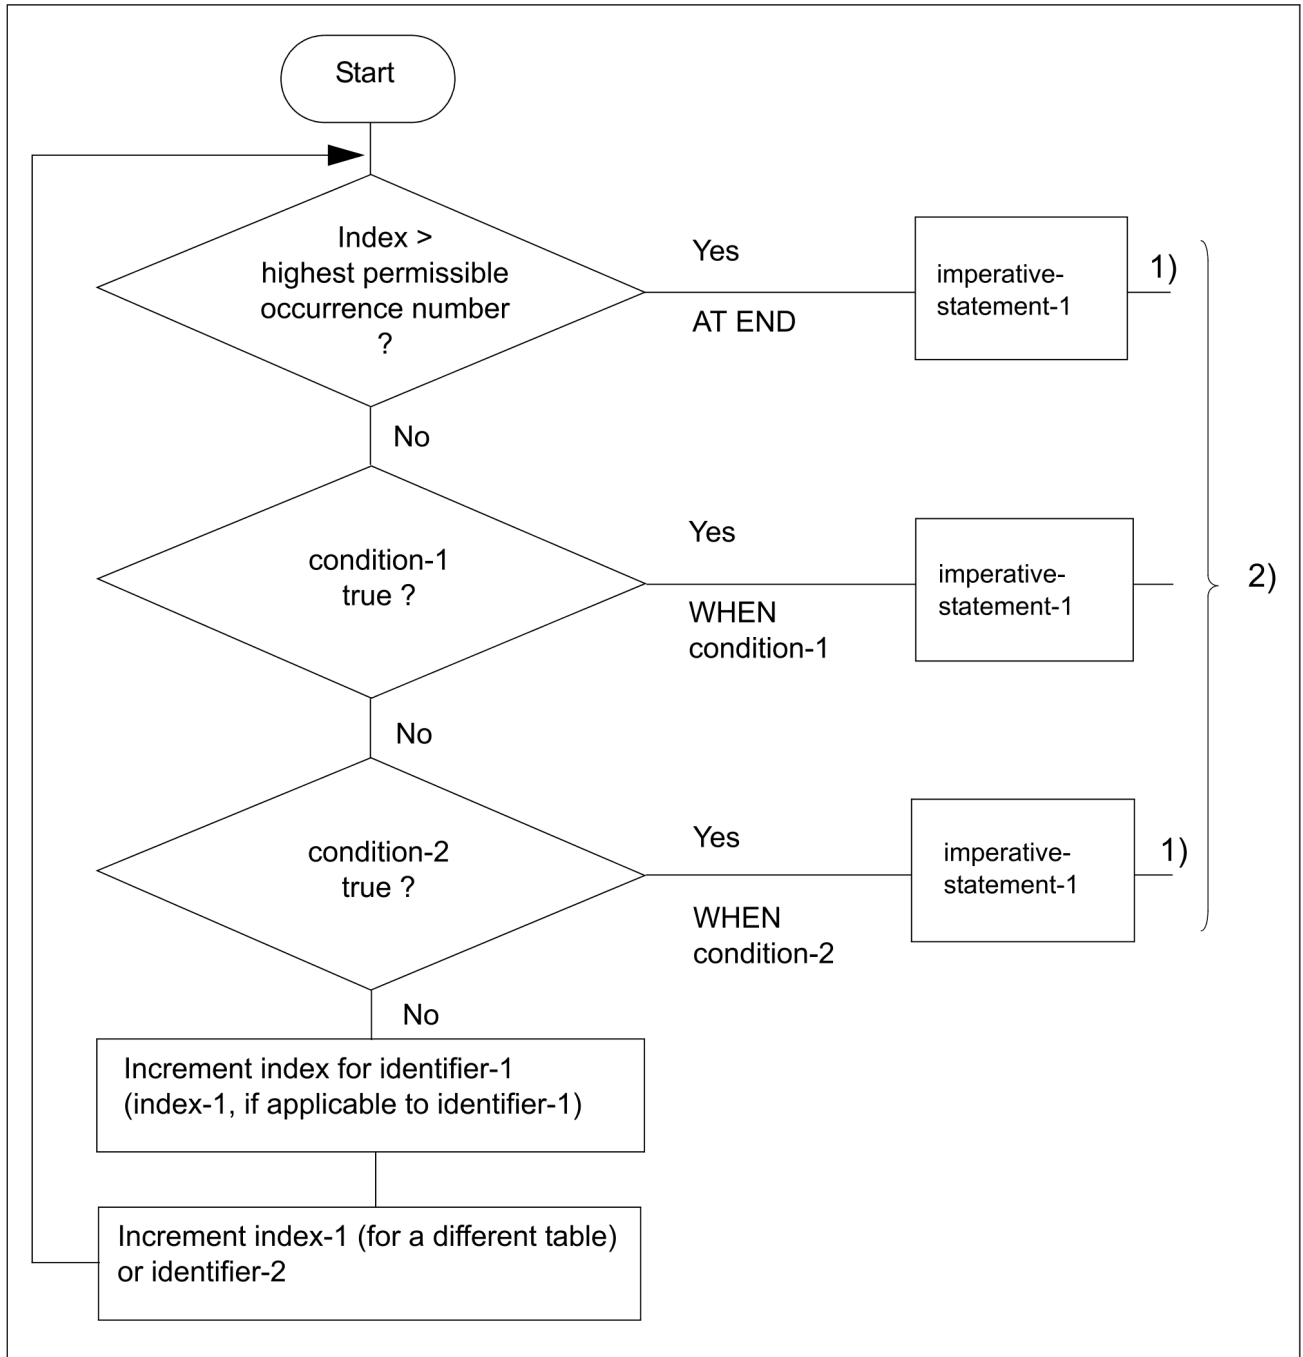 Start
Index >
highest permissible
occurrence number
?
Yes
AT END
imperative-
statement-1
1)
No
condition-1
true ?
Yes
WHEN
condition-1
imperative-
statement-1
2)
No
condition-2
true ?
Yes
WHEN
condition-2
imperative-
statement-1
1)
No
Increment index for identifier-1
(index-1, if applicable to identifier-1)
Increment index-1 (for a different table)
or identifier-2